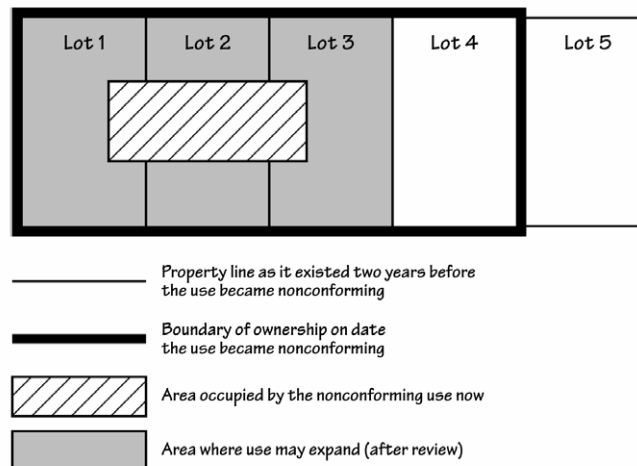 Lot 1 Lot 2 Lot 3 Lot 4 Lot 5
Property line as it existed two years before
the use became nonconforming
Boundary of ownership on date
the use became nonconforming
Area occupied by the nonconforming use now
Area where use may expand (after review)